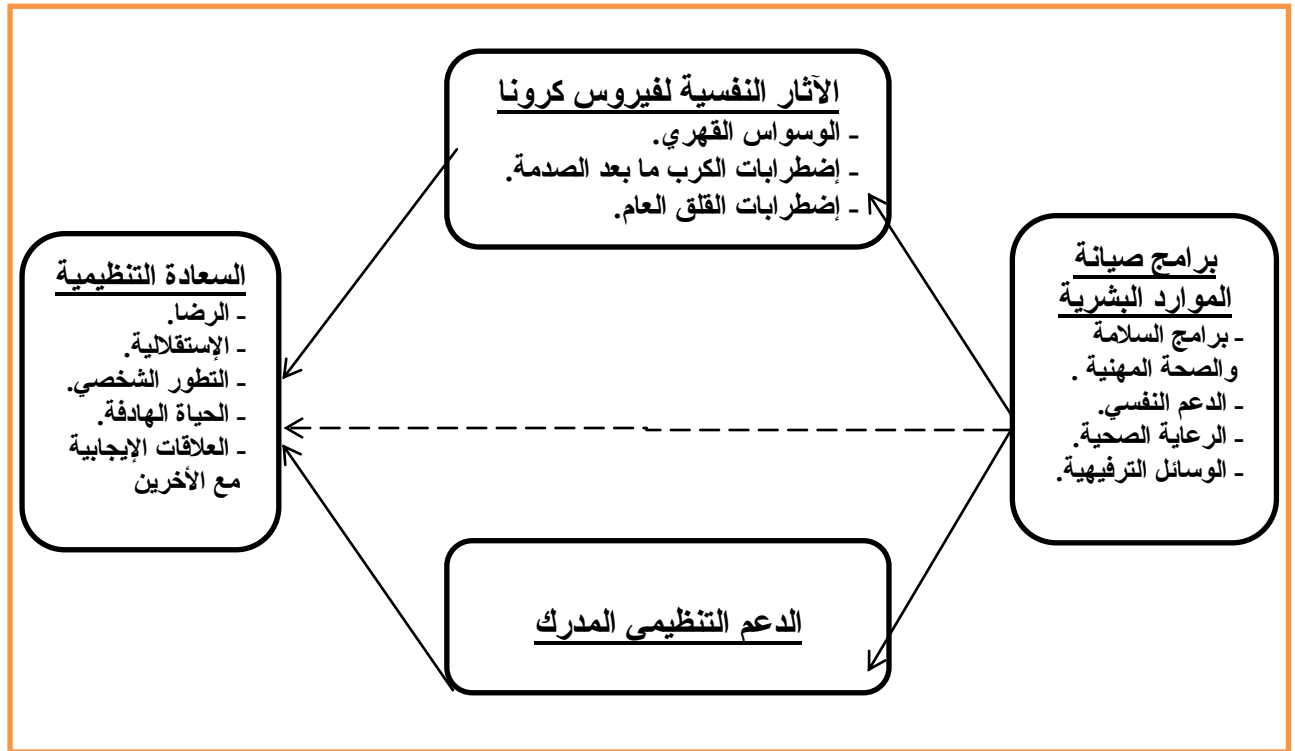 الآثار النفسية لفيروس كرونا
- الوسواس القهري.
- إضطرابات الكرب ما بعد الصدمة.
- إضطرابات القلق العام.
برامج صيانة
الموارد البشرية
- برامج السلامة
والصحة المهنية .
- الدعم النفسي.
- الرعاية الصحية.
- الوسائل الترفيهية.
السعادة التنظيمية
- الرضا.
- الإستقلالية.
- التطور الشخصي.
- الحياة الهادفة.
- العلاقات الإيجابية
مع الأخرين
الدعم التنظيمى المدرك